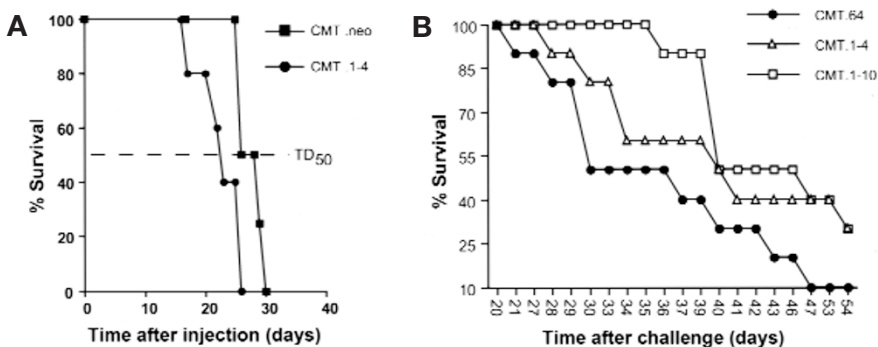 A
% Survival
100
80
60
40
20
0
0 10 20 30 40
Time after injection (days)
CMT .neo
CMT .1-4
TD50
B
% Survival
100
85
70
55
40
25
10
20 21 27 28 29 30 33 34 35 36 37 39 40 41 42 43 46 47 53 54
Time after challenge (days)
CMT.64
CMT.1-4
CMT.1-10